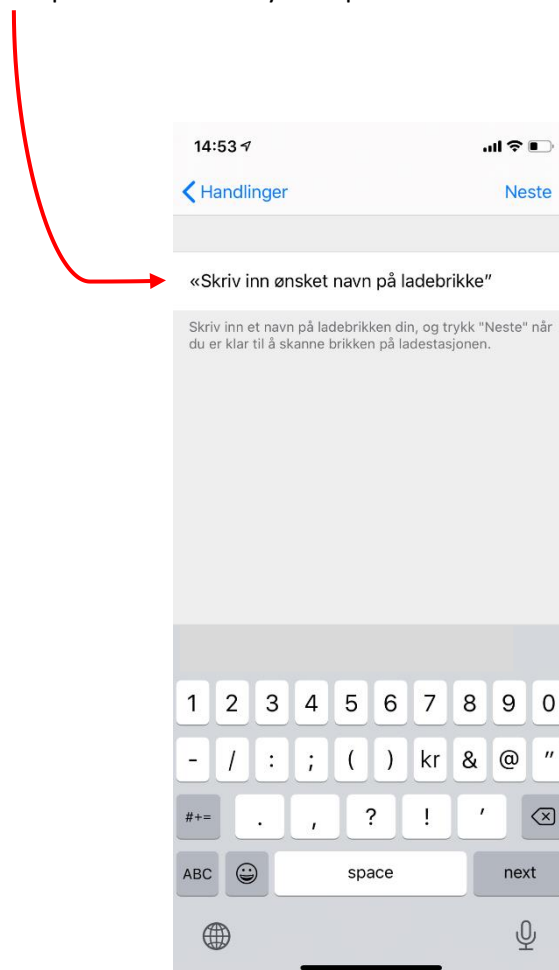 14:53
Handlinger Neste
«Skriv inn ønsket navn på ladebrikke”
Skriv inn et navn på ladebrikken din, og trykk "Neste" når
du er klar til å skanne brikken på ladestasjonen.
1 2 3 4 5 6 7 8 9 0
- / : ; ( ) kr & @ "
#+= . , ? ! '
ABC space next